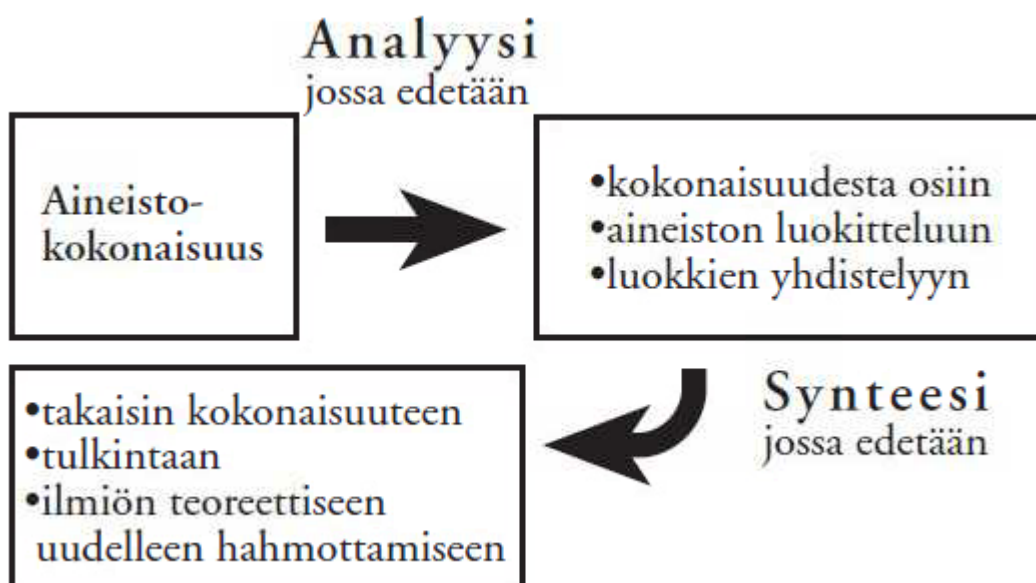 Analyysi
jossa edetään
Aineisto-
kokonaisuus
•kokonaisuudesta osiin
•aineiston luokitteluun
•luokkien yhdistelyyn
Synteesi
jossa edetään
•takaisin kokonaisuuteen
•tulkintaan
•ilmiön teoreettiseen
uudelleen hahmottamiseen